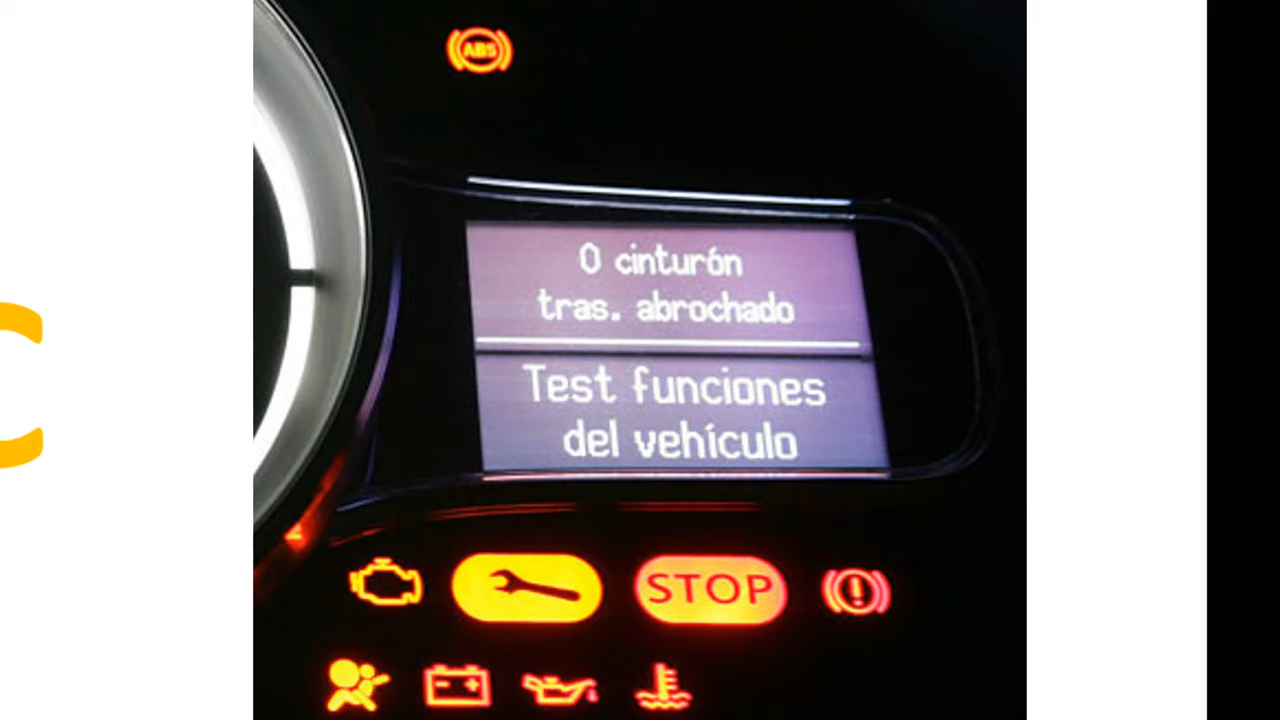 ABS
0 cinturón
tras. abrochado
Test funciones
del vehículo
STOP